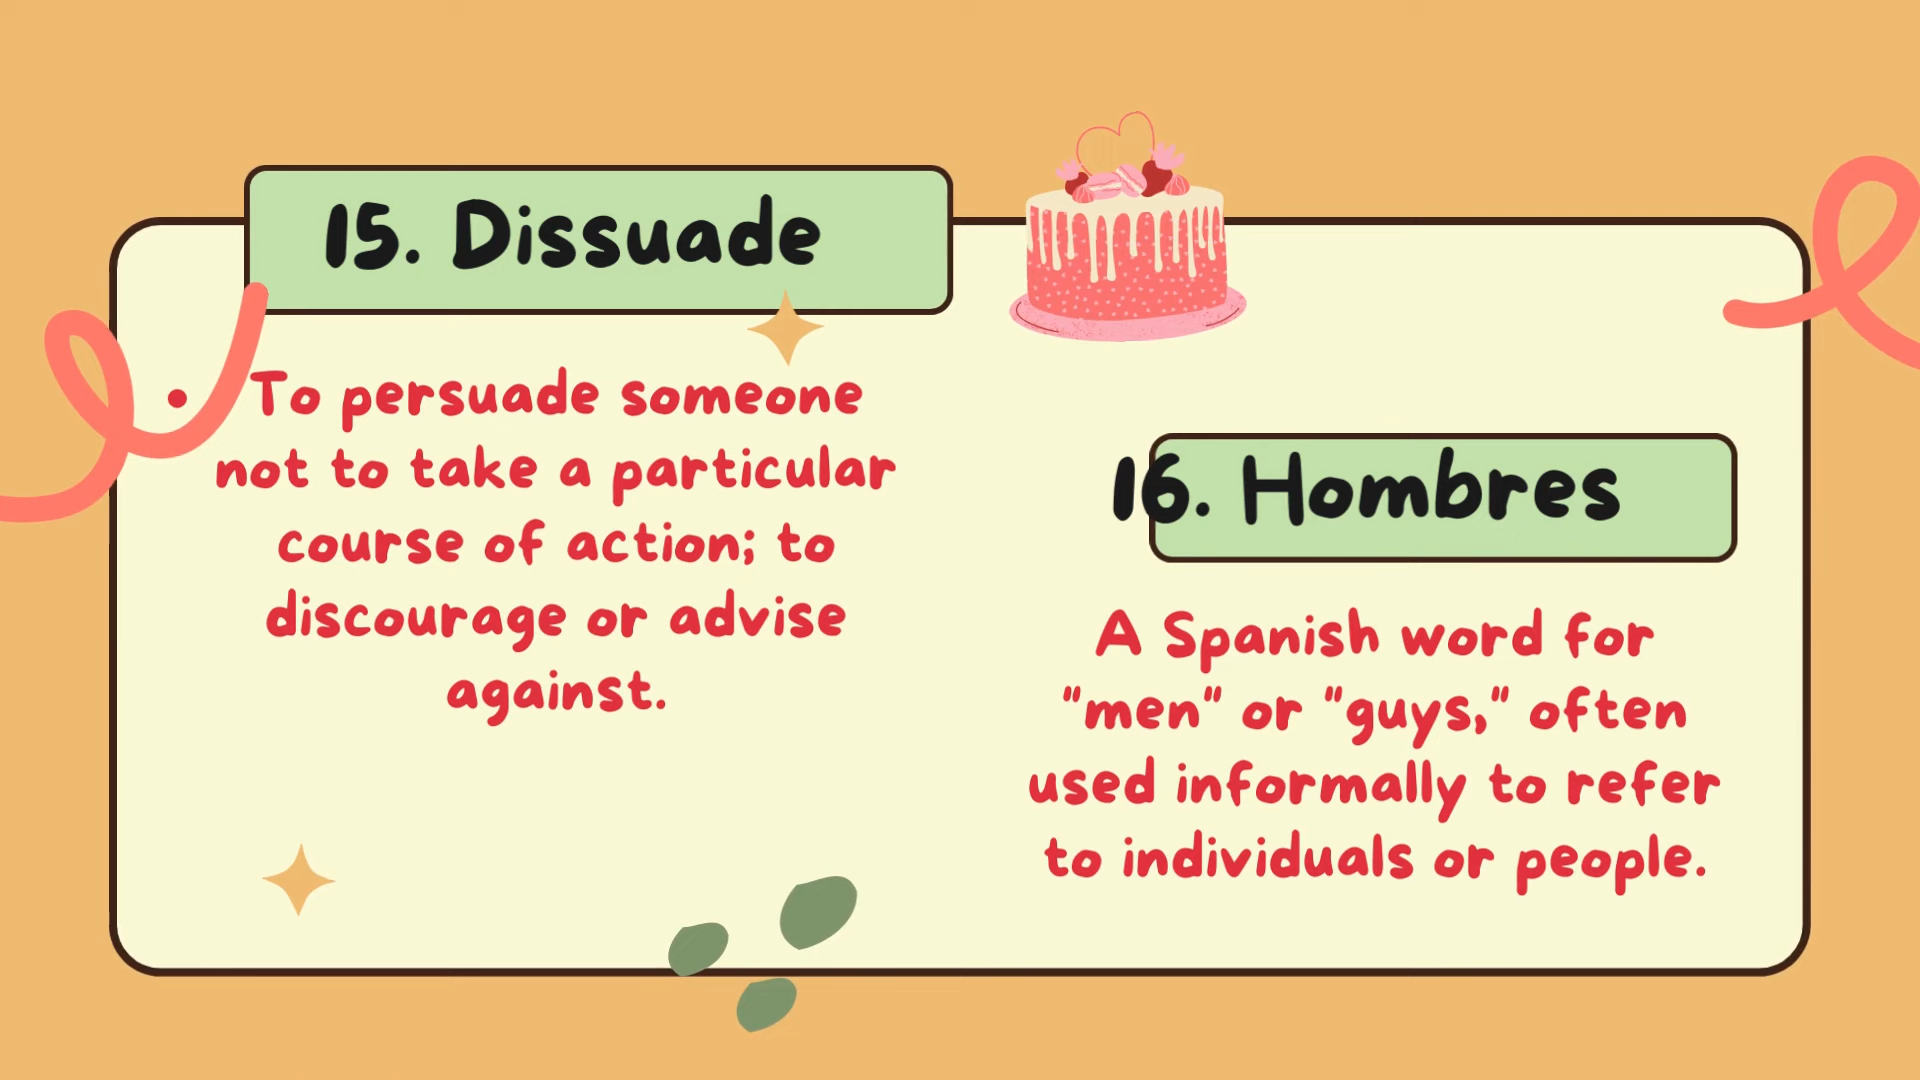 15. Dissuade
• To persuade someone
not to take a particular
course of action; to
discourage or advise
against.
16. Hombres
A Spanish word for
"men" or "guys," often
used informally to refer
to individuals or people.